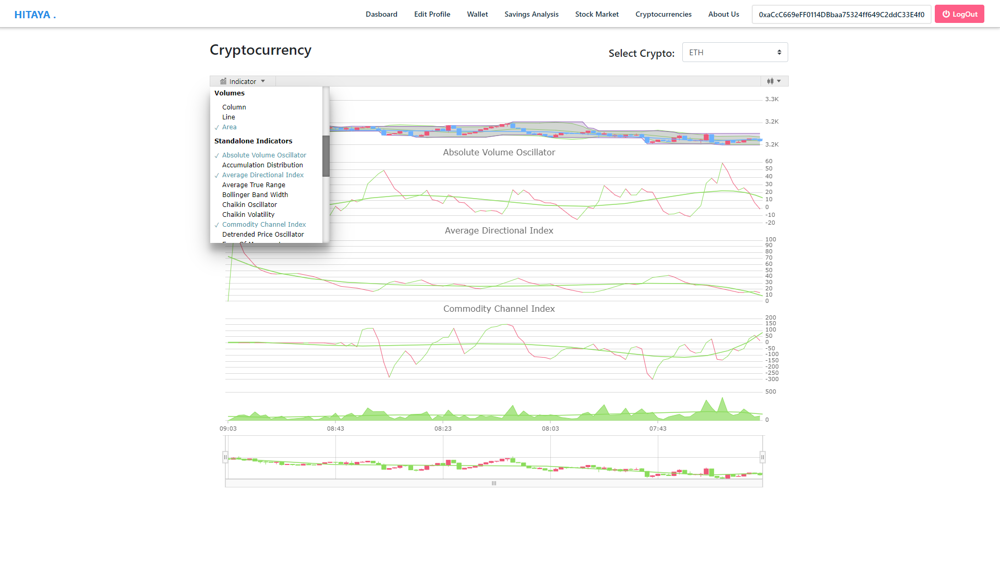 HITAYA .
Dasboard Edit Profile Wallet Savings Analysis Stock Market Cryptocurrencies About Us 0xaCcC669eFF0114DBbaa75324ff649C2ddC33E4f0 LogOut
Cryptocurrency
Select Crypto: ETH
Indicator
Volumes
Column
Line
Area
Standalone Indicators
Absolute Volume Oscillator
Accumulation Distribution
Average Directional Index
Average True Range
Bollinger Band Width
Chaikin Oscillator
Chaikin Volatility
Commodity Channel Index
Detrended Price Oscillator
3.3K
3.2K
3.2K
Absolute Volume Oscillator
60
50
40
30
20
10
0
-10
-20
Average Directional Index
100
90
80
70
60
50
40
30
20
10
0
Commodity Channel Index
200
150
100
50
0
-50
-100
-150
-200
-250
-300
500
0
09:03 08:43 08:23 08:03 07:43